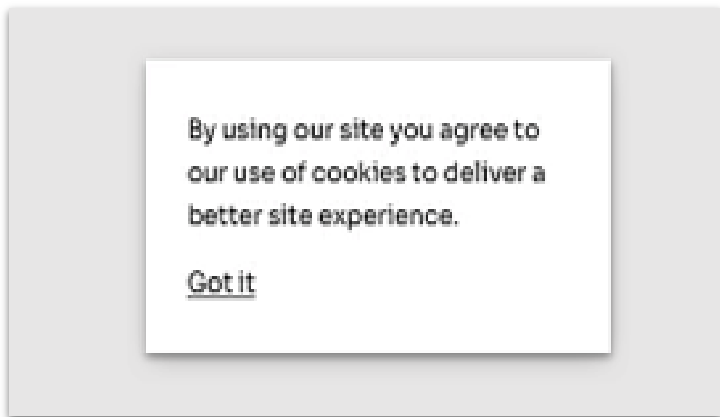 By using our site you agree to
our use of cookies to deliver a
better site experience.
Got it